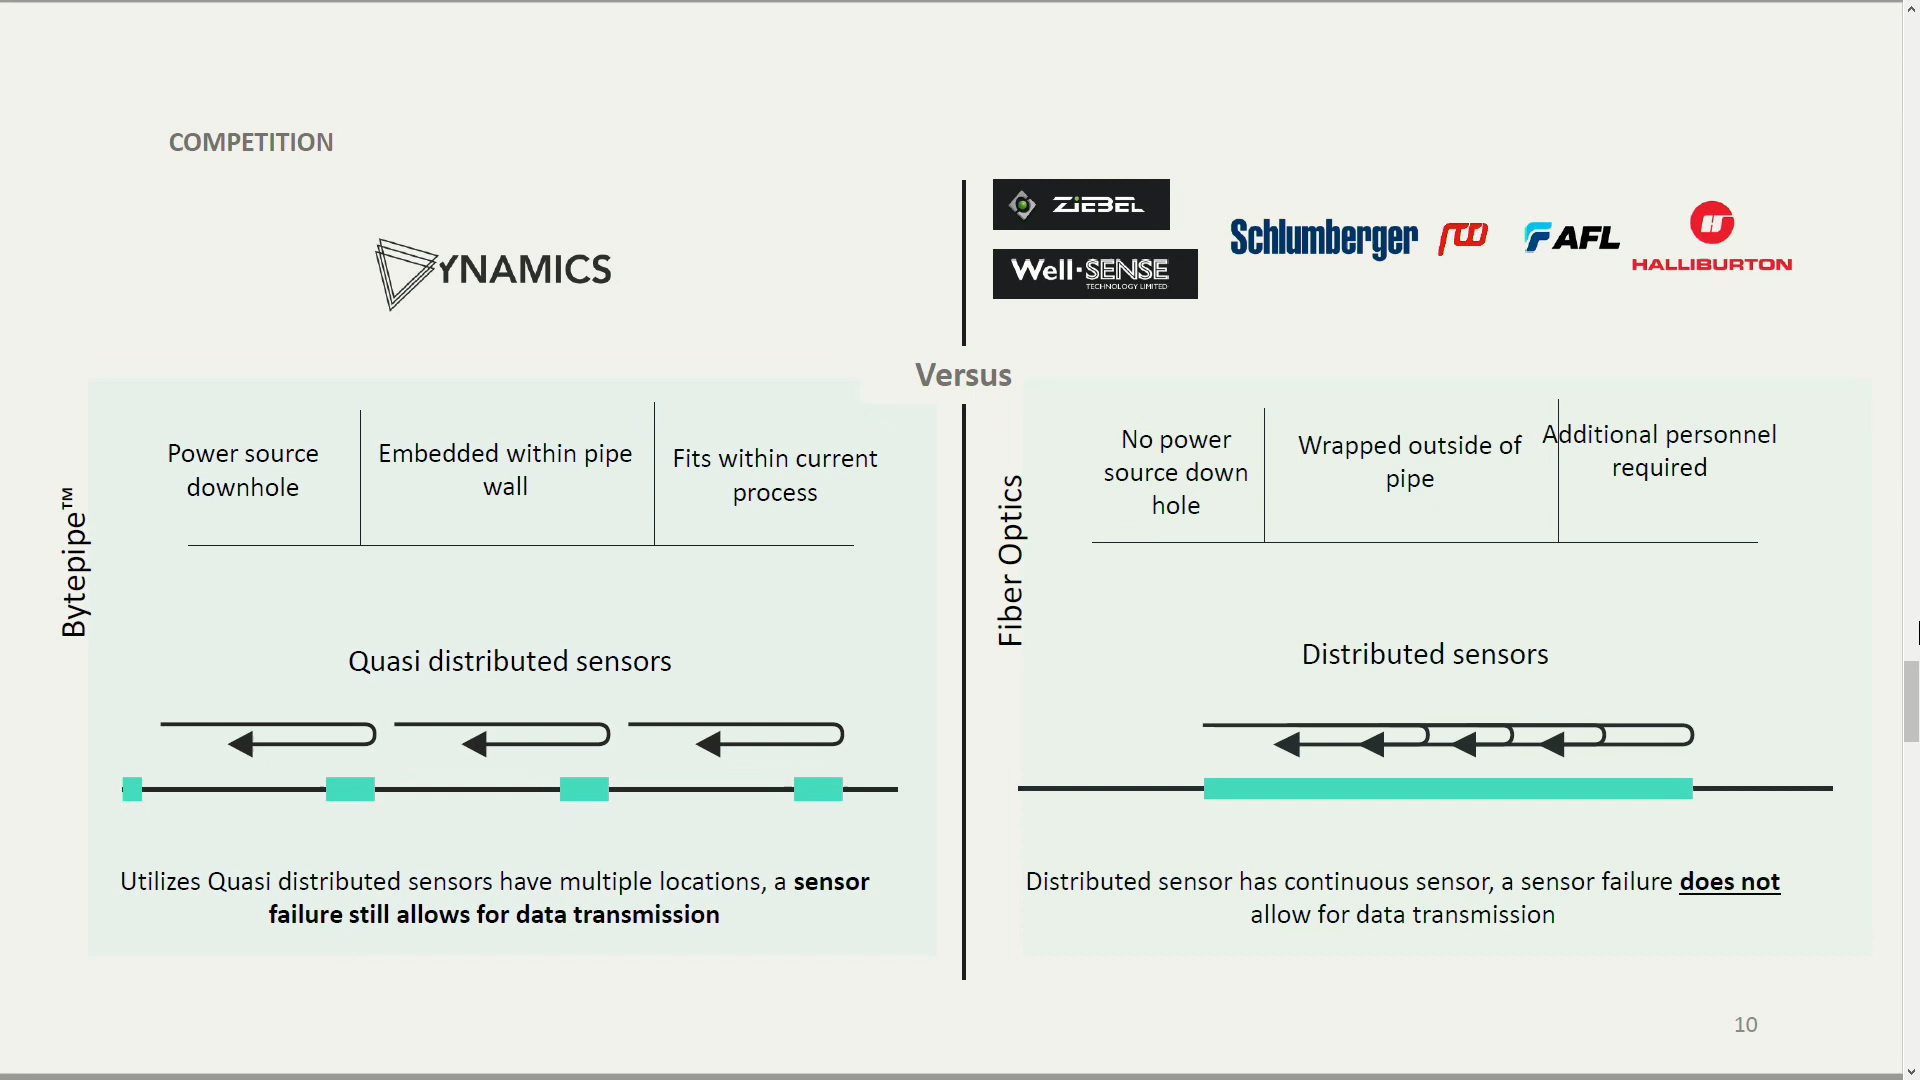 COMPETITION
YNAMICS
ZIEBEL
Well·SENSE
TECHNOLOGY LIMITED
Schlumberger
AFL
HALLIBURTON
Versus
Bytepipe™
Power source
downhole
Embedded within pipe
wall
Fits within current
process
Quasi distributed sensors
Utilizes Quasi distributed sensors have multiple locations, a sensor
failure still allows for data transmission
Fiber Optics
No power
source down
hole
Wrapped outside of
pipe
Additional personnel
required
Distributed sensors
Distributed sensor has continuous sensor, a sensor failure does not
allow for data transmission
10